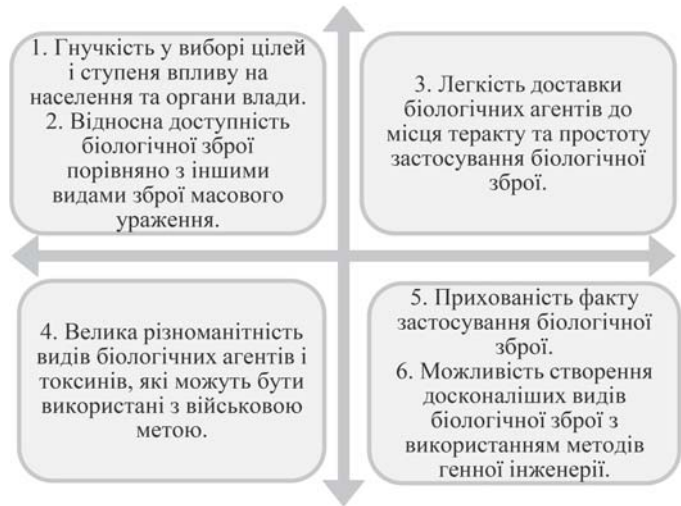 1. Гнучкість у виборі цілей
і ступеня впливу на
населення та органи влади.
2. Відносна доступність
біологічної зброї
порівняно з іншими
видами зброї масового
ураження.
3. Легкість доставки
біологічних агентів до
місця теракту та простоту
застосування біологічної
зброї.
4. Велика різноманітність
видів біологічних агентів і
токсинів, які можуть бути
використані з військовою
метою.
5. Прихованість факту
застосування біологічної
зброї.
6. Можливість створення
досконаліших видів
біологічної зброї з
використанням методів
генної інженерії.